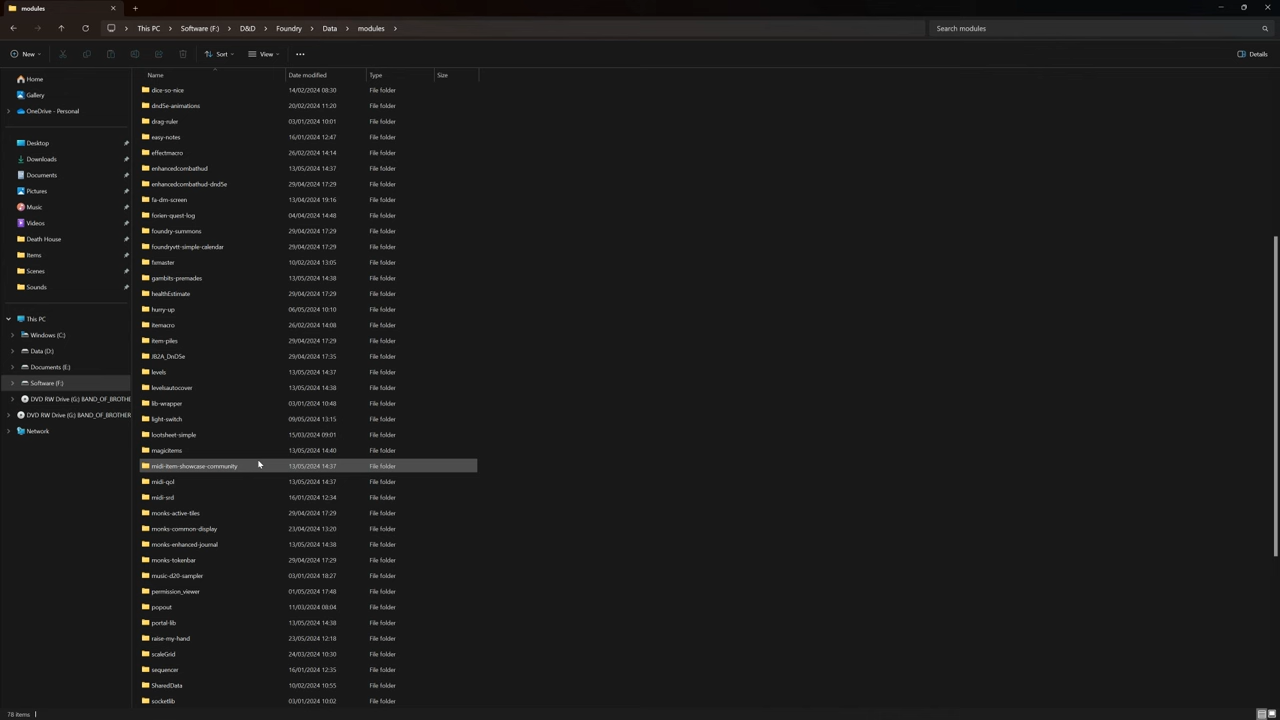 modules
This PC > Software (F:) > D&D > Foundry > Data > modules >
Search modules
New Sort View ... Details
Name Date modified Type Size
Home
Gallery
OneDrive - Personal
Desktop
Downloads
Documents
Pictures
Music
Videos
Death House
Items
Scenes
Sounds
This PC
Windows (C:)
Data (D:)
Documents (E:)
Software (F:)
DVD RW Drive (G:) BAND_OF_BROTHE
DVD RW Drive (G:) BAND_OF_BROTHER
Network
dice-so-nice 14/02/2024 08:30 File folder
dnd5e-animations 20/02/2024 11:20 File folder
drag-ruler 03/01/2024 10:01 File folder
easy-notes 16/01/2024 12:47 File folder
effectmacro 26/02/2024 14:14 File folder
enhancedcombathud 13/05/2024 14:37 File folder
enhancedcombathud-dnd5e 29/04/2024 17:29 File folder
fa-dm-screen 13/04/2024 19:16 File folder
forien-quest-log 04/04/2024 14:48 File folder
foundry-summons 29/04/2024 17:29 File folder
foundryvtt-simple-calendar 29/04/2024 17:29 File folder
fxmaster 10/02/2024 13:05 File folder
gambits-premades 13/05/2024 14:38 File folder
healthEstimate 29/04/2024 17:29 File folder
hurry-up 06/05/2024 10:10 File folder
itemacro 26/02/2024 14:08 File folder
item-piles 29/04/2024 17:29 File folder
JB2A_DnD5e 29/04/2024 17:35 File folder
levels 13/05/2024 14:37 File folder
levelsautocover 13/05/2024 14:38 File folder
lib-wrapper 03/01/2024 10:48 File folder
light-switch 09/05/2024 13:15 File folder
lootsheet-simple 15/03/2024 09:01 File folder
magicitems 13/05/2024 14:40 File folder
midi-item-showcase-community 13/05/2024 14:37 File folder
midi-qol 13/05/2024 14:37 File folder
midi-srd 16/01/2024 12:34 File folder
monks-active-tiles 29/04/2024 17:29 File folder
monks-common-display 23/04/2024 13:20 File folder
monks-enhanced-journal 13/05/2024 14:38 File folder
monks-tokenbar 29/04/2024 17:29 File folder
music-d20-sampler 03/01/2024 18:27 File folder
permission_viewer 01/05/2024 17:48 File folder
popout 11/03/2024 08:04 File folder
portal-lib 13/05/2024 14:38 File folder
raise-my-hand 23/05/2024 12:18 File folder
scaleGrid 24/03/2024 10:30 File folder
sequencer 16/01/2024 12:35 File folder
SharedData 10/02/2024 10:55 File folder
socketlib 03/01/2024 10:02 File folder
78 items